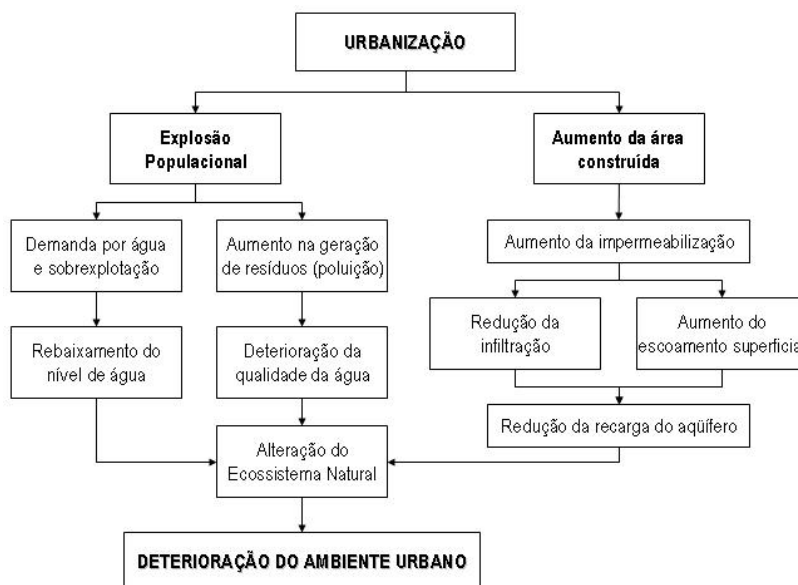 URBANIZAÇÃO
Explosão
Populacional
Aumento da área
construída
Demanda por água
e sobrexplotação
Aumento na geração
de resíduos (poluição)
Aumento da impermeabilização
Rebaixamento do
nível de água
Deterioração da
qualidade da água
Redução da
infiltração
Aumento do
escoamento superficial
Redução da recarga do aqüífero
Alteração do
Ecossistema Natural
DETERIORAÇÃO DO AMBIENTE URBANO